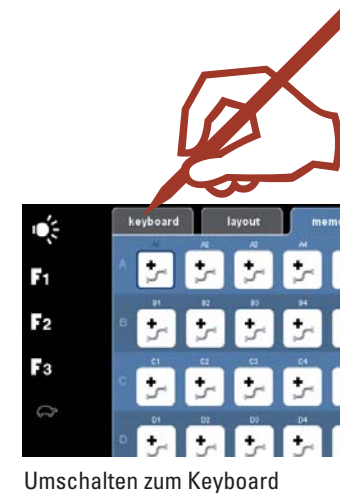 keyboard layout mem
A1 A2 A3 A4
F1 A
B1 B2 B3 B4
F2 B
F3
C1 C2 C3 C4
C
D1 D2 D3 D4
D
Umschalten zum Keyboard